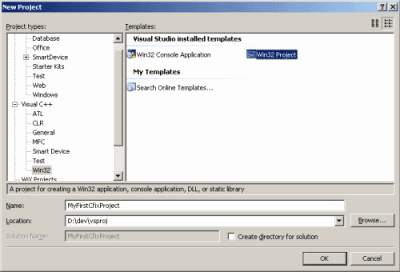 New Project
Project types:
Templates:
Database
Office
SmartDevice
Starter Kits
Test
Web
Windows
Visual C++
ATL
CLR
General
MFC
Smart Device
Test
Win32
WiX Projects
Visual Studio installed templates
Win32 Console Application
Win32 Project
My Templates
Search Online Templates...
A project for creating a Win32 application, console application, DLL, or static library
Name:
MyFirstCfixProject
Location:
D:\dev\vspro)
Browse...
Solution Name:
MyFirstCfixProject
Create directory for solution
OK
Cancel